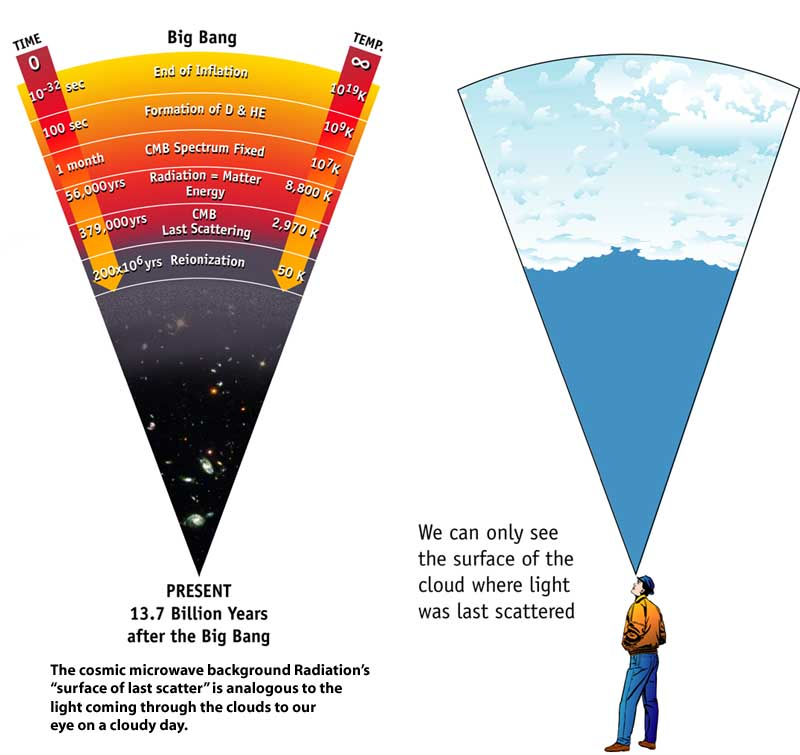 Big Bang
TIME
TEMP.
0
∞
End of Inflation
10⁻³² sec
10¹⁹K
Formation of D & HE
100 sec
10⁹K
CMB Spectrum Fixed
1 month
10⁷K
Radiation = Matter
Energy
56,000yrs
8,800 K
CMB
Last Scattering
379,000yrs
2,970 K
Reionization
200x10⁶yrs
50 K
PRESENT
13.7 Billion Years
after the Big Bang
The cosmic microwave background Radiation’s
“surface of last scatter” is analogous to the
light coming through the clouds to our
eye on a cloudy day.
We can only see
the surface of the
cloud where light
was last scattered